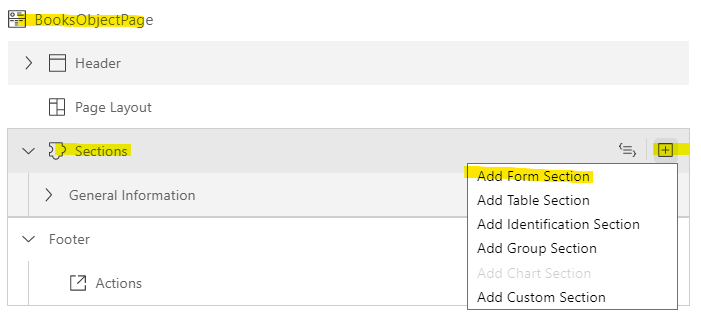 BooksObjectPage
Header
Page Layout
Sections
Add Form Section
General Information
Add Table Section
Add Identification Section
Footer
Add Group Section
Add Chart Section
Actions
Add Custom Section